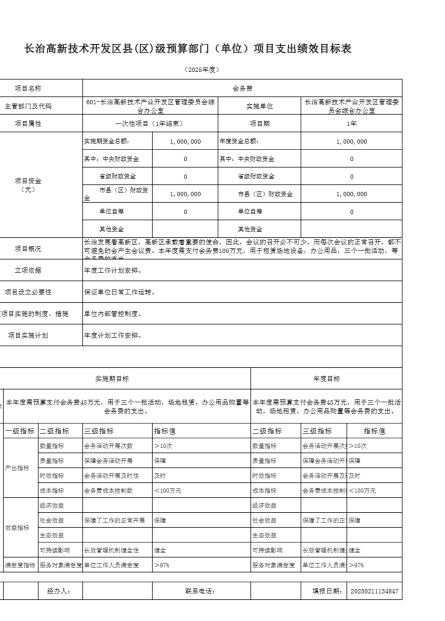 长治高新技术开发区县(区)级预算部门（单位）项目支出绩效目标表
（2025年度）
项目名称 会务费
主管部门及代码 601-长治高新技术产业开发区管理委员会综合办公室 实施单位 长治高新技术产业开发区管理委员会综合办公室
项目属性 一次性项目（1年结束） 项目期 1年
项目资金（元） 实施期资金总额： 1,000,000 年度资金总额： 1,000,000
其中：中央财政资金 0 其中：中央财政资金 0
省级财政资金 0 省级财政资金 0
市县（区）财政资金 1,000,000 市县（区）财政资金 1,000,000
单位自筹 0 单位自筹 0
其他资金 其他资金
项目概况 长治发展看高新区，高新区承载着重要的使命，因此，会议的召开必不可少，而每次会议的正常召开，都不可避免的会产生会议费。本年度需支付会务费100万元，用于租赁场地设备，办公用品，三个一批活动，等
立项依据 年度工作计划安排。
项目设立必要性 保证单位日常工作运转。
项目实施的制度、措施 单位内部管控制度。
项目实施计划 年度计划工作安排。
实施期目标 年度目标
本年度需预算支付会务费45万元，用于三个一批活动，场地租赁，办公用品购置等会务费的支出。 本年度需预算支付会务费45万元，用于三个一批活动，场地租赁，办公用品购置等会务费的支出。
一级指标 二级指标 三级指标 指标值 二级指标 三级指标 指标值
产出指标 数量指标 会务活动开展次数 >10次 数量指标 会务活动开展次 >10次
质量指标 保障会务活动开展 保障 质量指标 保障会务活动开 保障
时效指标 会务活动开展及时性 及时 时效指标 会务活动开展及 及时
成本指标 会务费成本控制数 <100万元 成本指标 会务费成本控制 <100万元
效益指标 经济效益 经济效益
社会效益 保障了工作的正常开展 保障 社会效益 保障了工作的正 保障
生态效益 生态效益
可持续影响 长效管理机制健全性 健全 可持续影响 长效管理机制健 健全
满意度指标 服务对象满意度 单位工作人员满意度 >97% 服务对象满意度 单位工作人员满 >97%
经办人： 联系电话： 填报日期： 20250211154847